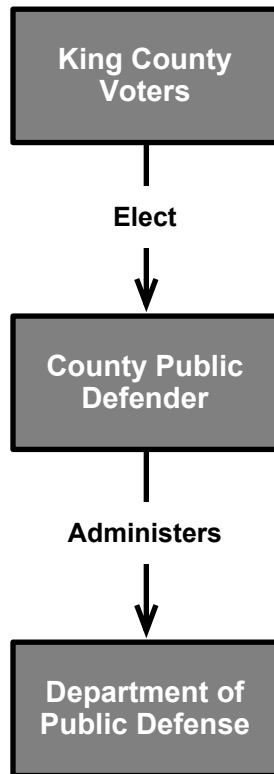 King County
Voters
Elect
County Public
Defender
Administers
Department of
Public Defense